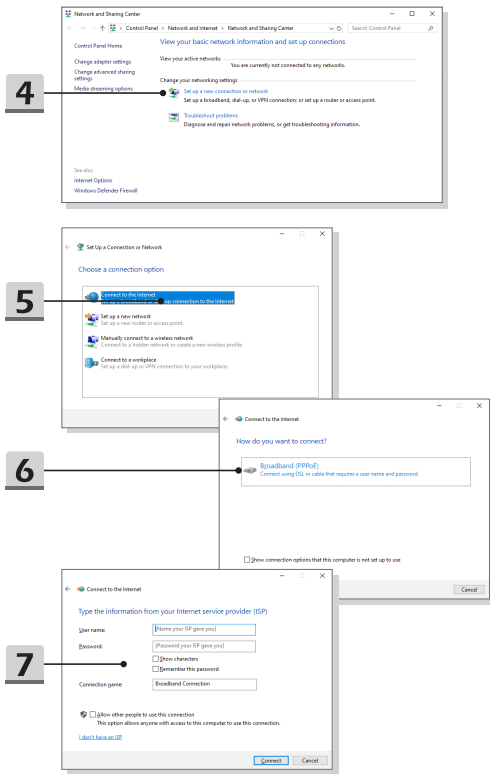 Network and Sharing Center
Control Panel › Network and Internet › Network and Sharing Center
Search Control Panel
Control Panel Home
View your basic network information and set up connections
Change adapter settings
View your active networks
You are currently not connected to any networks.
Change advanced sharing
settings
Media streaming options
Change your networking settings
4
Set up a new connection or network
Set up a broadband, dial-up, or VPN connection; or set up a router or access point.
Troubleshoot problems
Diagnose and repair network problems, or get troubleshooting information.
See also
Internet Options
Windows Defender Firewall
Set Up a Connection or Network
Choose a connection option
5
Connect to the Internet
up connection to the Internet.
Set up a new network
Set up a new router or access point.
Manually connect to a wireless network
Connect to a hidden network or create a new wireless profile.
Connect to a workplace
Set up a dial-up or VPN connection to your workplace.
Connect to the Internet
How do you want to connect?
6
Broadband (PPPoE)
Connect using DSL or cable that requires a user name and password.
Show connection options that this computer is not set up to use
Cancel
Connect to the Internet
Type the information from your Internet service provider (ISP)
User name:
[Name your ISP gave you]
Password:
[Password your ISP gave you]
7
Show characters
Remember this password
Connection name:
Broadband Connection
Allow other people to use this connection
This option allows anyone with access to this computer to use this connection.
I don't have an ISP
Connect
Cancel